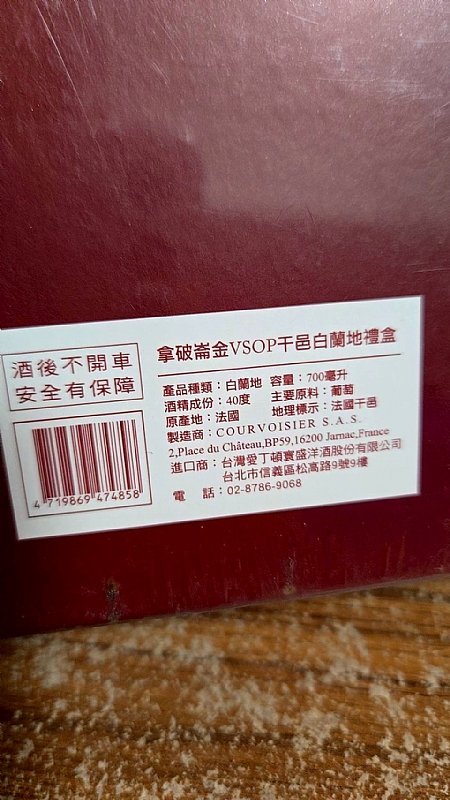 酒後不開車
安全有保障
4 719869 474858
拿破崙金VSOP干邑白蘭地禮盒
產品種類：白蘭地 容量：700毫升
酒精成份：40度 主要原料：葡萄
原產地：法國 地理標示：法國干邑
製造商：COURVOISIER S.A.S.
2,Place du Château,BP59,16200 Jarnac,France
進口商：台灣愛丁頓寰盛洋酒股份有限公司
台北市信義區松高路9號9樓
電 話：02-8786-9068